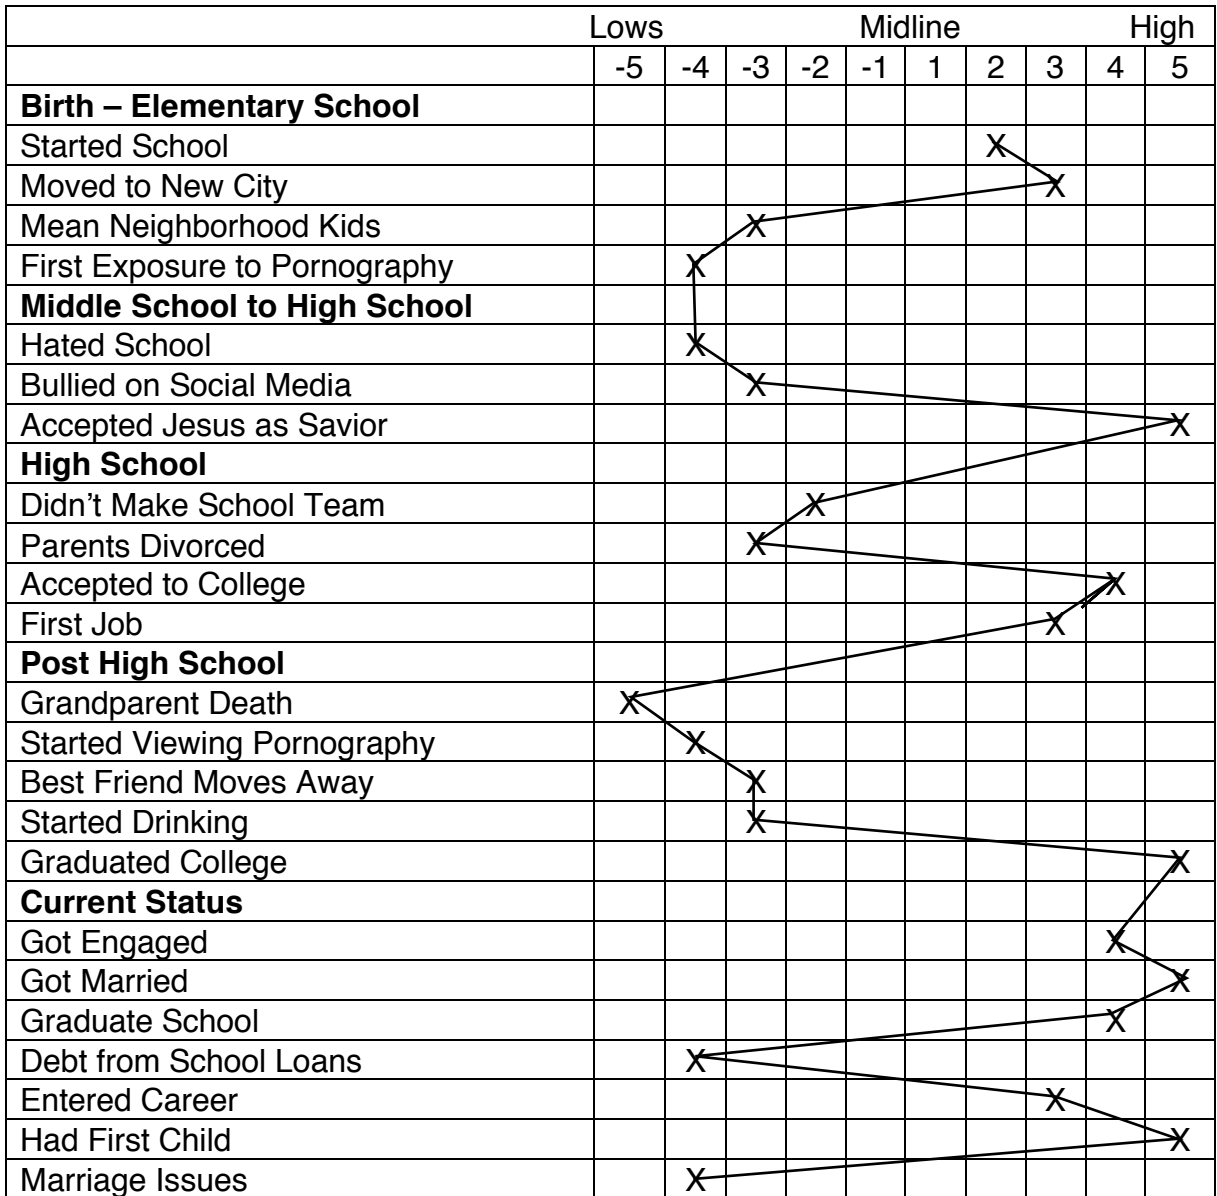 Lows Midline High
-5 -4 -3 -2 -1 1 2 3 4 5
Birth – Elementary School
Started School X
Moved to New City X
Mean Neighborhood Kids X
First Exposure to Pornography X
Middle School to High School
Hated School X
Bullied on Social Media X
Accepted Jesus as Savior X
High School
Didn’t Make School Team X
Parents Divorced X
Accepted to College X
First Job X
Post High School
Grandparent Death X
Started Viewing Pornography X
Best Friend Moves Away X
Started Drinking X
Graduated College X
Current Status
Got Engaged X
Got Married X
Graduate School X
Debt from School Loans X
Entered Career X
Had First Child X
Marriage Issues X